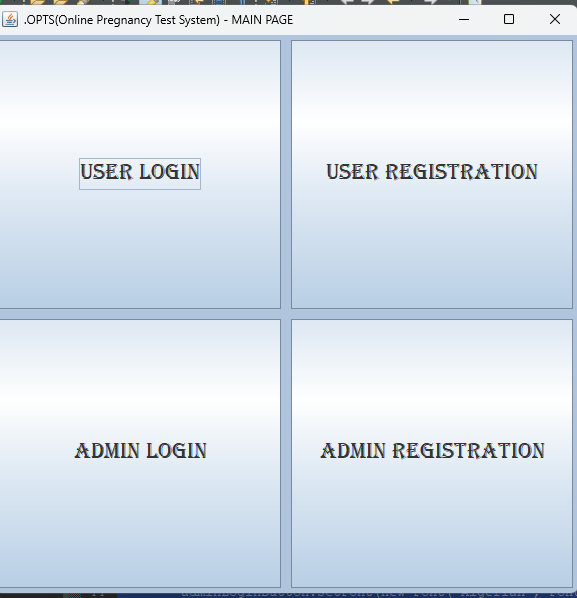 .OPTS(Online Pregnancy Test System) - MAIN PAGE
USER LOGIN
USER REGISTRATION
ADMIN LOGIN
ADMIN REGISTRATION